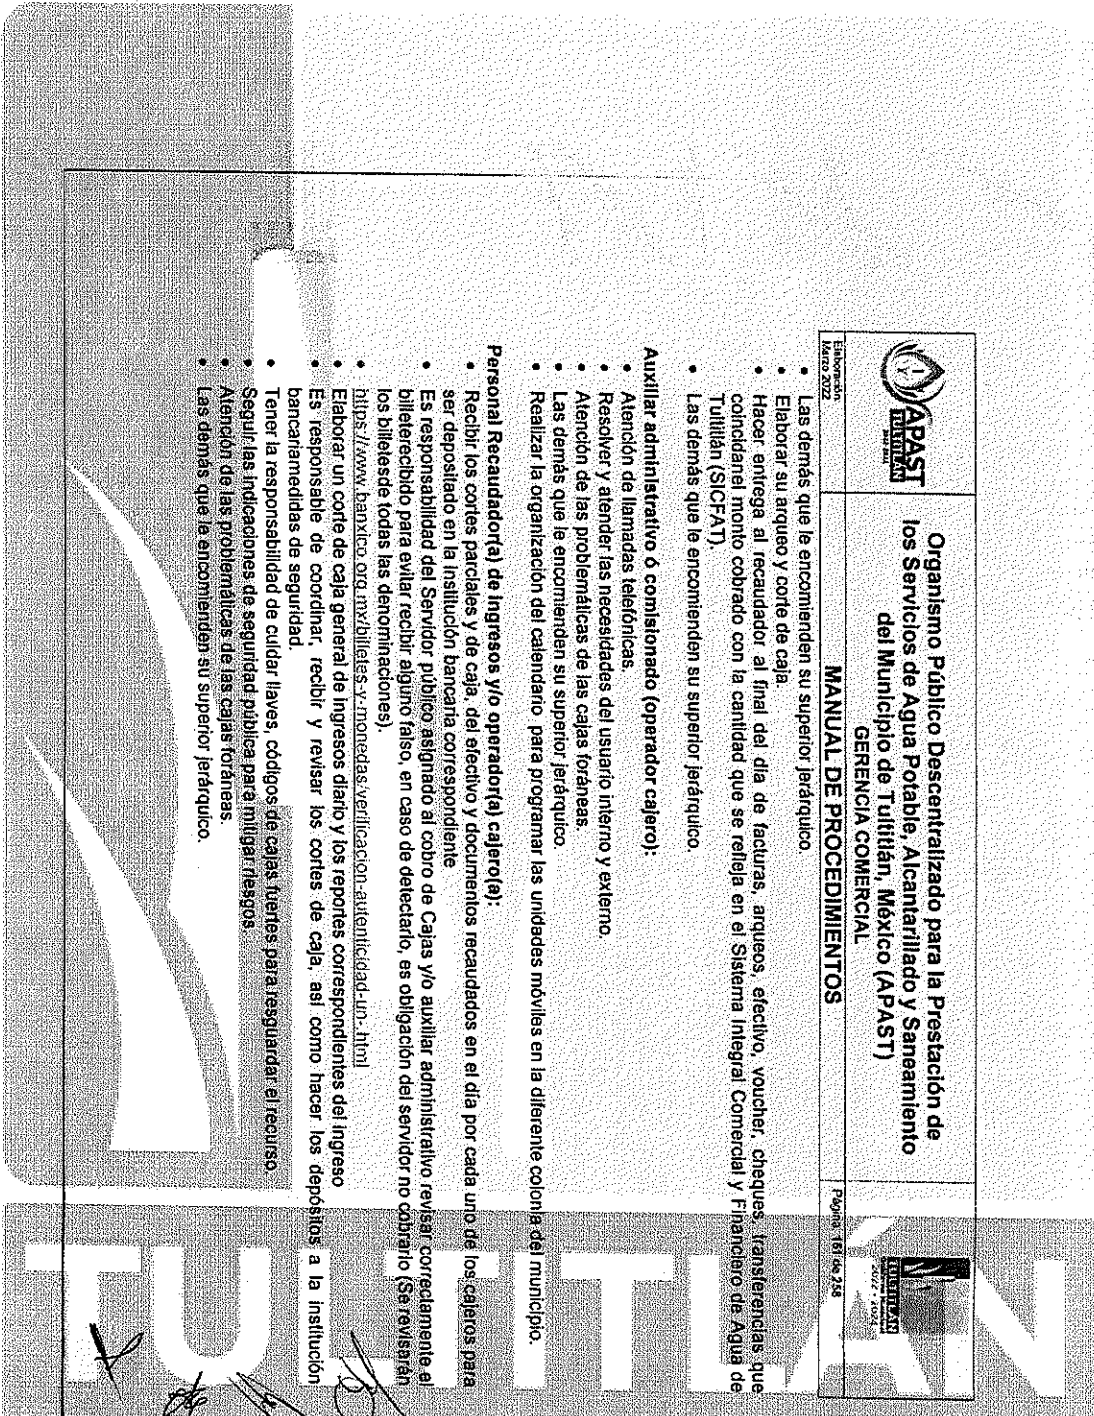 APAST
TULTITLÁN
Organismo Público Descentralizado para la Prestación de
los Servicios de Agua Potable, Alcantarillado y Saneamiento
del Municipio de Tultitlán, México (APAST)
GERENCIA COMERCIAL
TULTITLÁN
2022 - 2024
Elaboración:
Marzo 2022
MANUAL DE PROCEDIMIENTOS
Página: 161 de 258
• Las demás que le encomienden su superior jerárquico.
• Elaborar su arqueo y corte de caja.
• Hacer entrega al recaudador al final del día de facturas, arqueos, efectivo, voucher, cheques, transferencias que
coincidanel monto cobrado con la cantidad que se refleja en el Sistema Integral Comercial y Financiero de Agua de
Tultitlán (SICFAT).
• Las demás que le encomienden su superior jerárquico.
Auxiliar administrativo ó comisionado (operador cajero):
• Atención de llamadas telefónicas.
• Resolver y atender las necesidades del usuario interno y externo.
• Atención de las problemáticas de las cajas foráneas.
• Las demás que le encomienden su superior jerárquico.
• Realizar la organización del calendario para programar las unidades móviles en la diferente colonia del municipio.
Personal Recaudador(a) de ingresos y/o operador(a) cajero(a):
• Recibir los cortes parciales y de caja, del efectivo y documentos recaudados en el día por cada uno de los cajeros para
ser depositado en la institución bancaria correspondiente
• Es responsabilidad del Servidor público asignado al cobro de Cajas y/o auxiliar administrativo revisar correctamente el
billeterecibido para evitar recibir alguno falso, en caso de detectarlo, es obligación del servidor no cobrarlo (Se revisarán
los billetesde todas las denominaciones).
• https://www.banxico.org.mx/billetes-y-monedas/verificacion-autenticidad-un-.html
• Elaborar un corte de caja general de ingresos diario y los reportes correspondientes del ingreso
• Es responsable de coordinar, recibir y revisar los cortes de caja, así como hacer los depósitos a la institución
bancariamedidas de seguridad.
• Tener la responsabilidad de cuidar llaves, códigos de cajas fuertes para resguardar el recurso.
• Seguir las indicaciones de seguridad pública para mitigar riesgos.
• Atención de las problemáticas de las cajas foráneas.
• Las demás que le encomienden su superior jerárquico.
TULTITLÁN